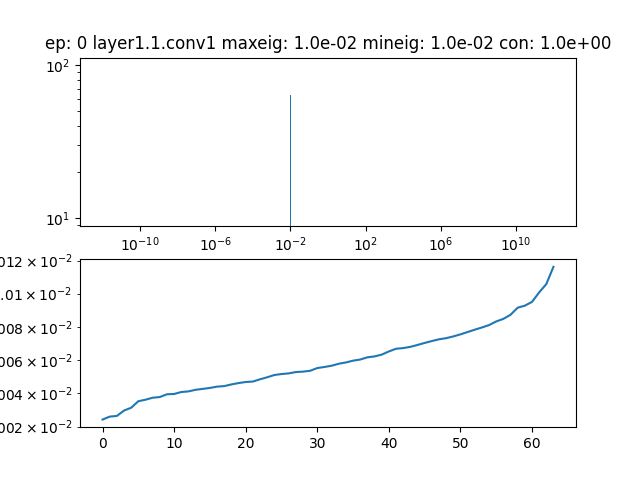 ep: 0 layer1.1.conv1 maxeig: 1.0e-02 mineig: 1.0e-02 con: 1.0e+00
10²
10¹
10⁻¹⁰ 10⁻⁶ 10⁻² 10² 10⁶ 10¹⁰
012 × 10⁻²
.01 × 10⁻²
008 × 10⁻²
006 × 10⁻²
004 × 10⁻²
002 × 10⁻²
0 10 20 30 40 50 60